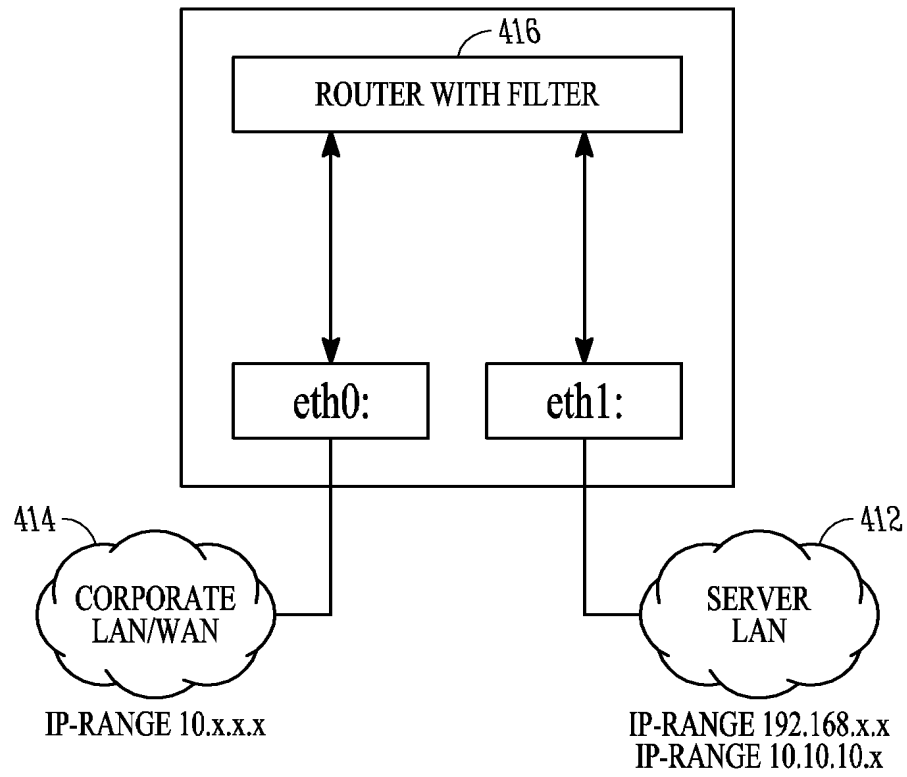 416
ROUTER WITH FILTER
eth0:
eth1:
414
CORPORATE
LAN/WAN
IP-RANGE 10.x.x.x
412
SERVER
LAN
IP-RANGE 192.168.x.x
IP-RANGE 10.10.10.x